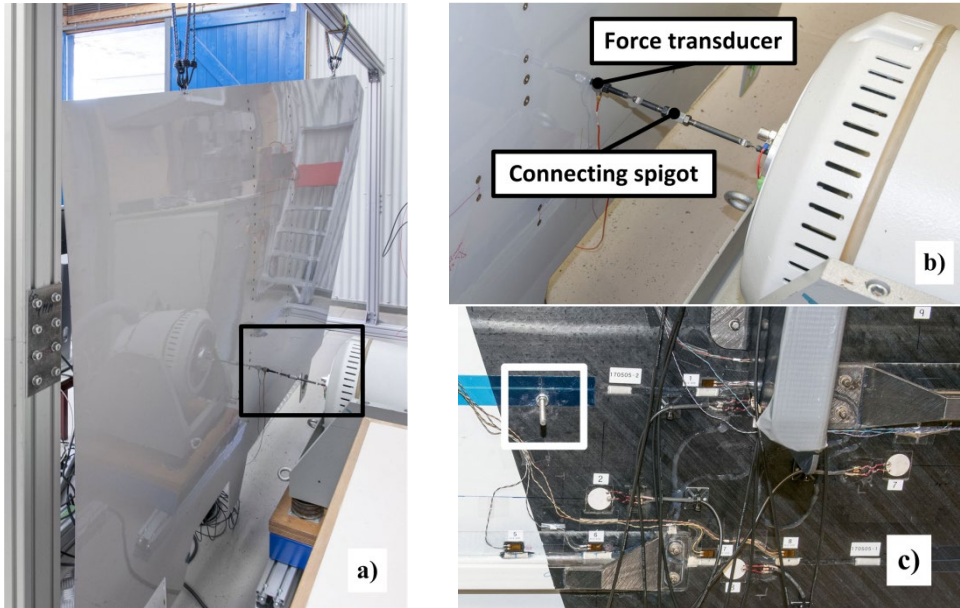 a)
Force transducer
Connecting spigot
b)
9
170505-2
1
2
7
5
6
8
170505-1
c)